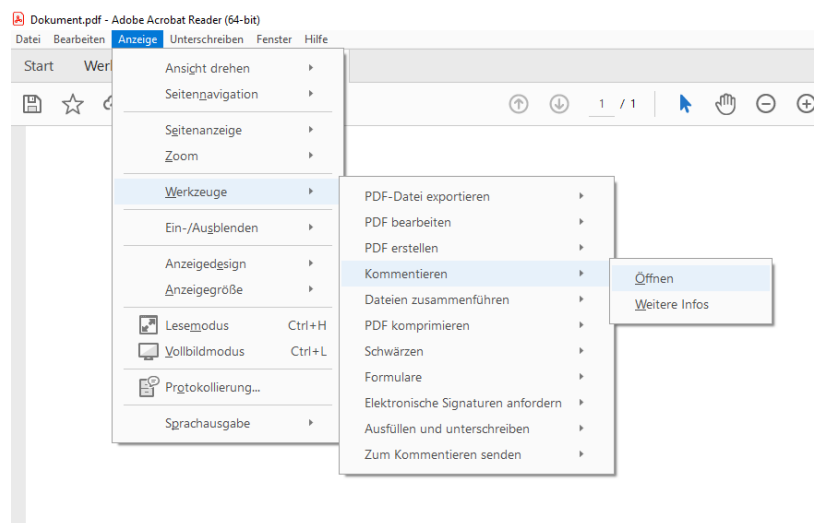 Dokument.pdf - Adobe Acrobat Reader (64-bit)
Datei Bearbeiten Anzeige Unterschreiben Fenster Hilfe
Start
1 / 1
Ansicht drehen
Seitennavigation
Seitenanzeige
Zoom
Werkzeuge
Ein-/Ausblenden
Anzeigedesign
Anzeigegröße
Lesemodus Ctrl+H
Vollbildmodus Ctrl+L
Protokollierung...
Sprachausgabe
PDF-Datei exportieren
PDF bearbeiten
PDF erstellen
Kommentieren
Dateien zusammenführen
PDF komprimieren
Schwärzen
Formulare
Elektronische Signaturen anfordern
Ausfüllen und unterschreiben
Zum Kommentieren senden
Öffnen
Weitere Infos